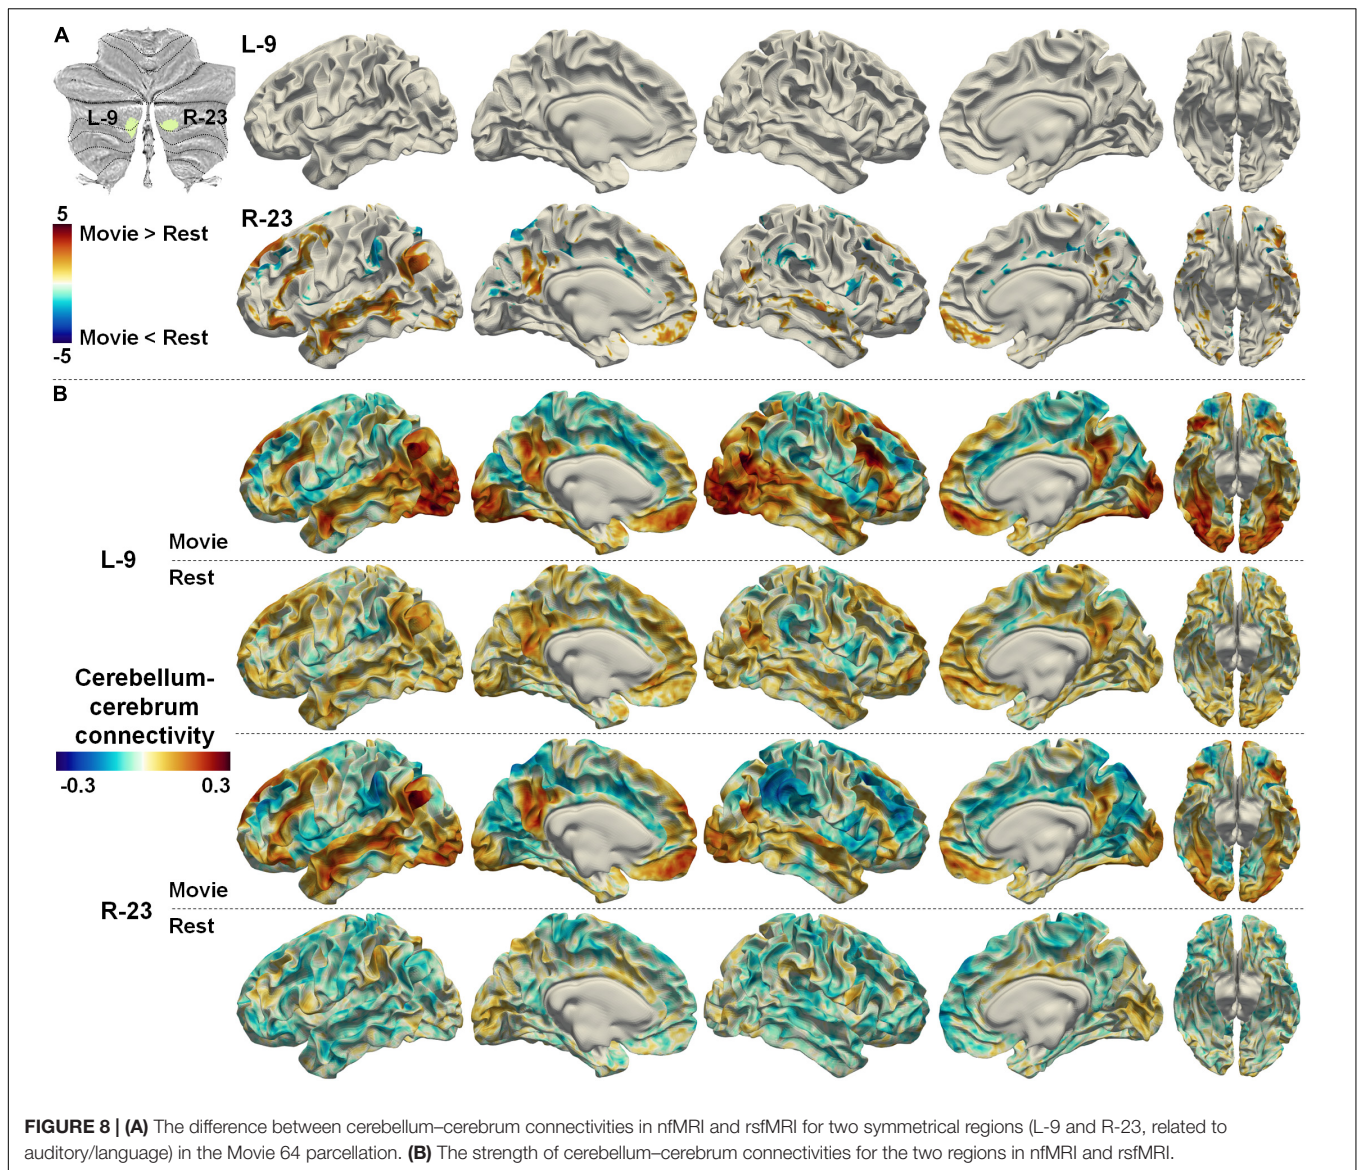 A
L-9
L-9
R-23
R-23
5
Movie > Rest
Movie < Rest
-5
B
Movie
L-9
Rest
Cerebellum-
cerebrum
connectivity
-0.3
0.3
Movie
R-23
Rest
FIGURE 8 | (A) The difference between cerebellum–cerebrum connectivities in nfMRI and rsfMRI for two symmetrical regions (L-9 and R-23, related to
auditory/language) in the Movie 64 parcellation. (B) The strength of cerebellum–cerebrum connectivities for the two regions in nfMRI and rsfMRI.